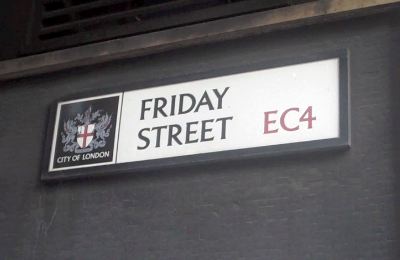 FRIDAY
STREET EC4
CITY OF LONDON